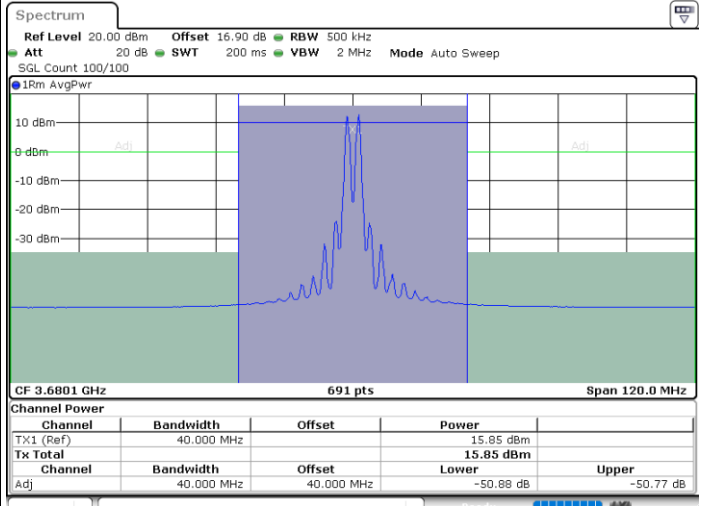 Spectrum
Ref Level 20.00 dBm Offset 16.90 dB RBW 500 kHz
Att 20 dB SWT 200 ms VBW 2 MHz Mode Auto Sweep
SGL Count 100/100
1Rm AvgPwr
10 dBm
Adj Adj
0 dBm
-10 dBm
-20 dBm
-30 dBm
CF 3.6801 GHz 691 pts Span 120.0 MHz
Channel Power
Channel Bandwidth Offset Power
TX1 (Ref) 40.000 MHz 15.85 dBm
Tx Total 15.85 dBm
Channel Bandwidth Offset Lower Upper
Adj 40.000 MHz 40.000 MHz -50.88 dB -50.77 dB